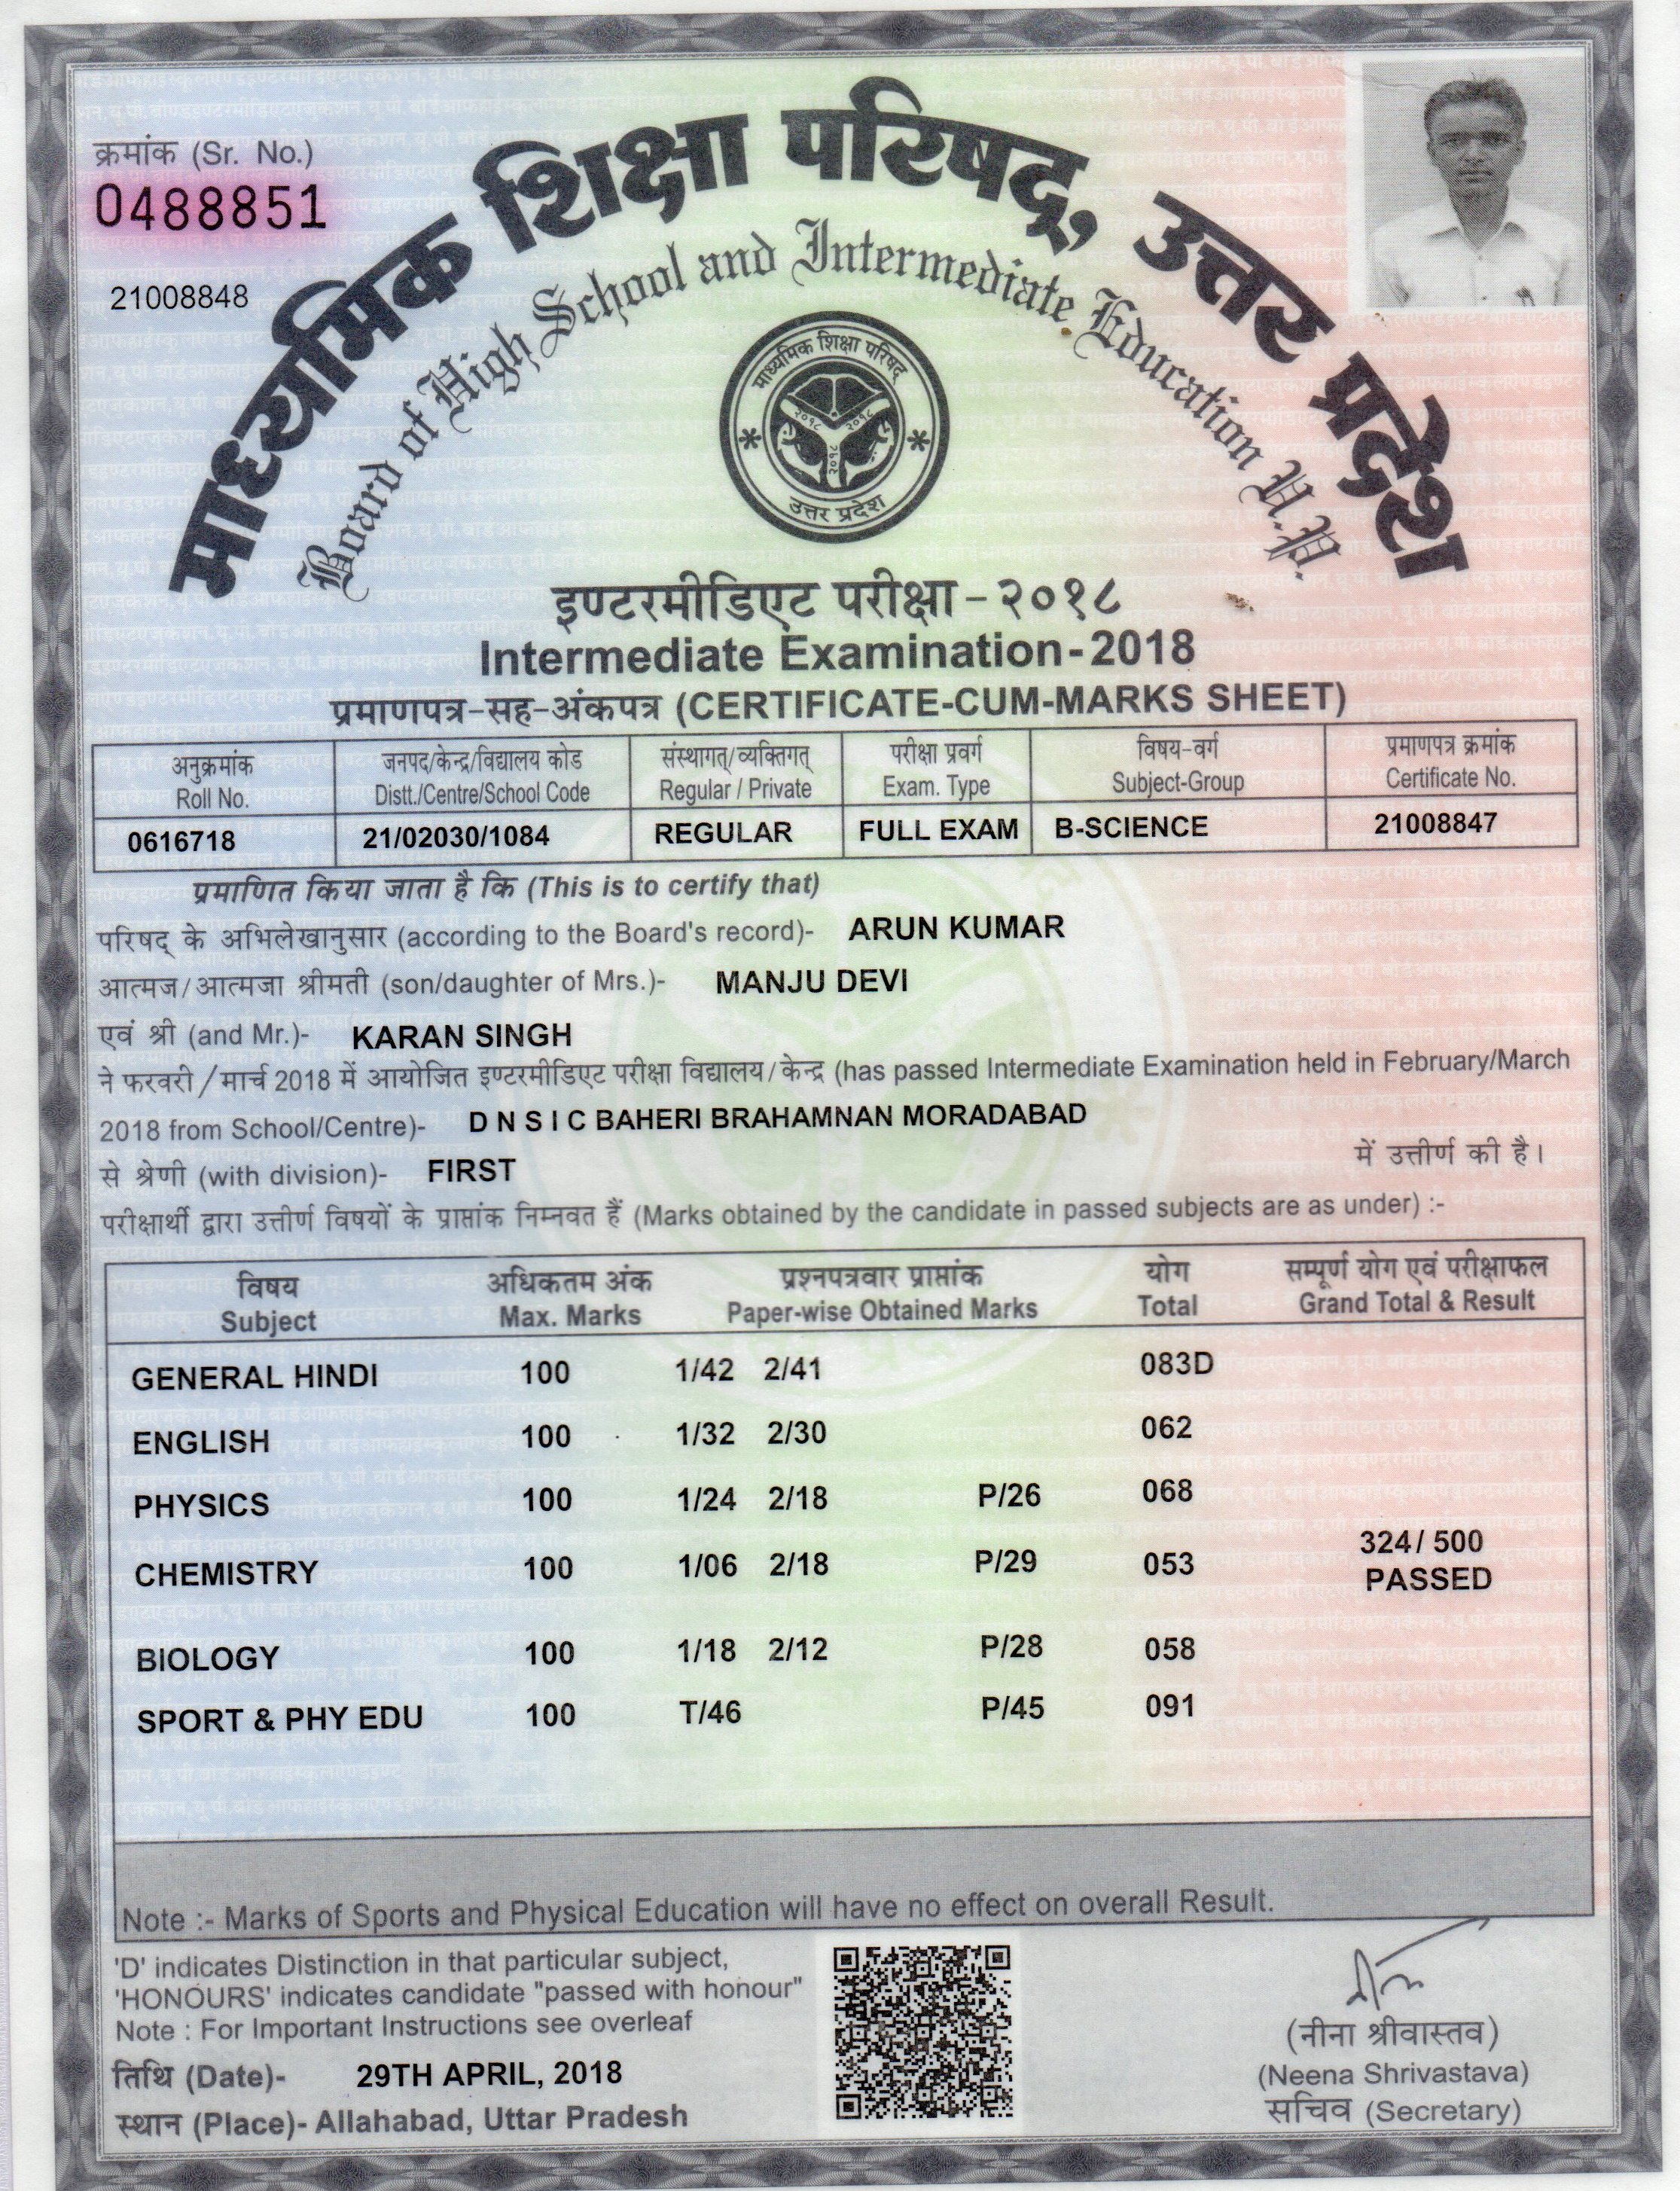 क्रमांक (Sr. No.)
0488851
21008848
माध्यमिक शिक्षा परिषद्, उत्तर प्रदेश
Board of High School and Intermediate Education U.P.
माध्यमिक शिक्षा परिषद्
२०१८ २०१८
२०१८
उत्तर प्रदेश
इण्टरमीडिएट परीक्षा - २०१८
Intermediate Examination - 2018
प्रमाणपत्र-सह-अंकपत्र (CERTIFICATE-CUM-MARKS SHEET)
अनुक्रमांक जनपद/केन्द्र/विद्यालय कोड संस्थागत्/व्यक्तिगत् परीक्षा प्रवर्ग विषय-वर्ग प्रमाणपत्र क्रमांक
Roll No. Distt./Centre/School Code Regular / Private Exam. Type Subject-Group Certificate No.
0616718 21/02030/1084 REGULAR FULL EXAM B-SCIENCE 21008847
प्रमाणित किया जाता है कि (This is to certify that)
परिषद् के अभिलेखानुसार (according to the Board's record)- ARUN KUMAR
आत्मज/आत्मजा श्रीमती (son/daughter of Mrs.)- MANJU DEVI
एवं श्री (and Mr.)- KARAN SINGH
ने फरवरी/मार्च 2018 में आयोजित इण्टरमीडिएट परीक्षा विद्यालय/केन्द्र (has passed Intermediate Examination held in February/March
2018 from School/Centre)- D N S I C BAHERI BRAHAMNAN MORADABAD
से श्रेणी (with division)- FIRST में उत्तीर्ण की है।
परीक्षार्थी द्वारा उत्तीर्ण विषयों के प्राप्तांक निम्नवत हैं (Marks obtained by the candidate in passed subjects are as under) :-
विषय अधिकतम अंक प्रश्नपत्रवार प्राप्तांक योग सम्पूर्ण योग एवं परीक्षाफल
Subject Max. Marks Paper-wise Obtained Marks Total Grand Total & Result
GENERAL HINDI 100 1/42 2/41 083D
ENGLISH 100 1/32 2/30 062
PHYSICS 100 1/24 2/18 P/26 068
324/ 500
CHEMISTRY 100 1/06 2/18 P/29 053
PASSED
BIOLOGY 100 1/18 2/12 P/28 058
SPORT & PHY EDU 100 T/46 P/45 091
Note :- Marks of Sports and Physical Education will have no effect on overall Result.
'D' indicates Distinction in that particular subject,
'HONOURS' indicates candidate "passed with honour"
Note : For Important Instructions see overleaf
तिथि (Date)- 29TH APRIL, 2018
स्थान (Place)- Allahabad, Uttar Pradesh
(नीना श्रीवास्तव)
(Neena Shrivastava)
सचिव (Secretary)